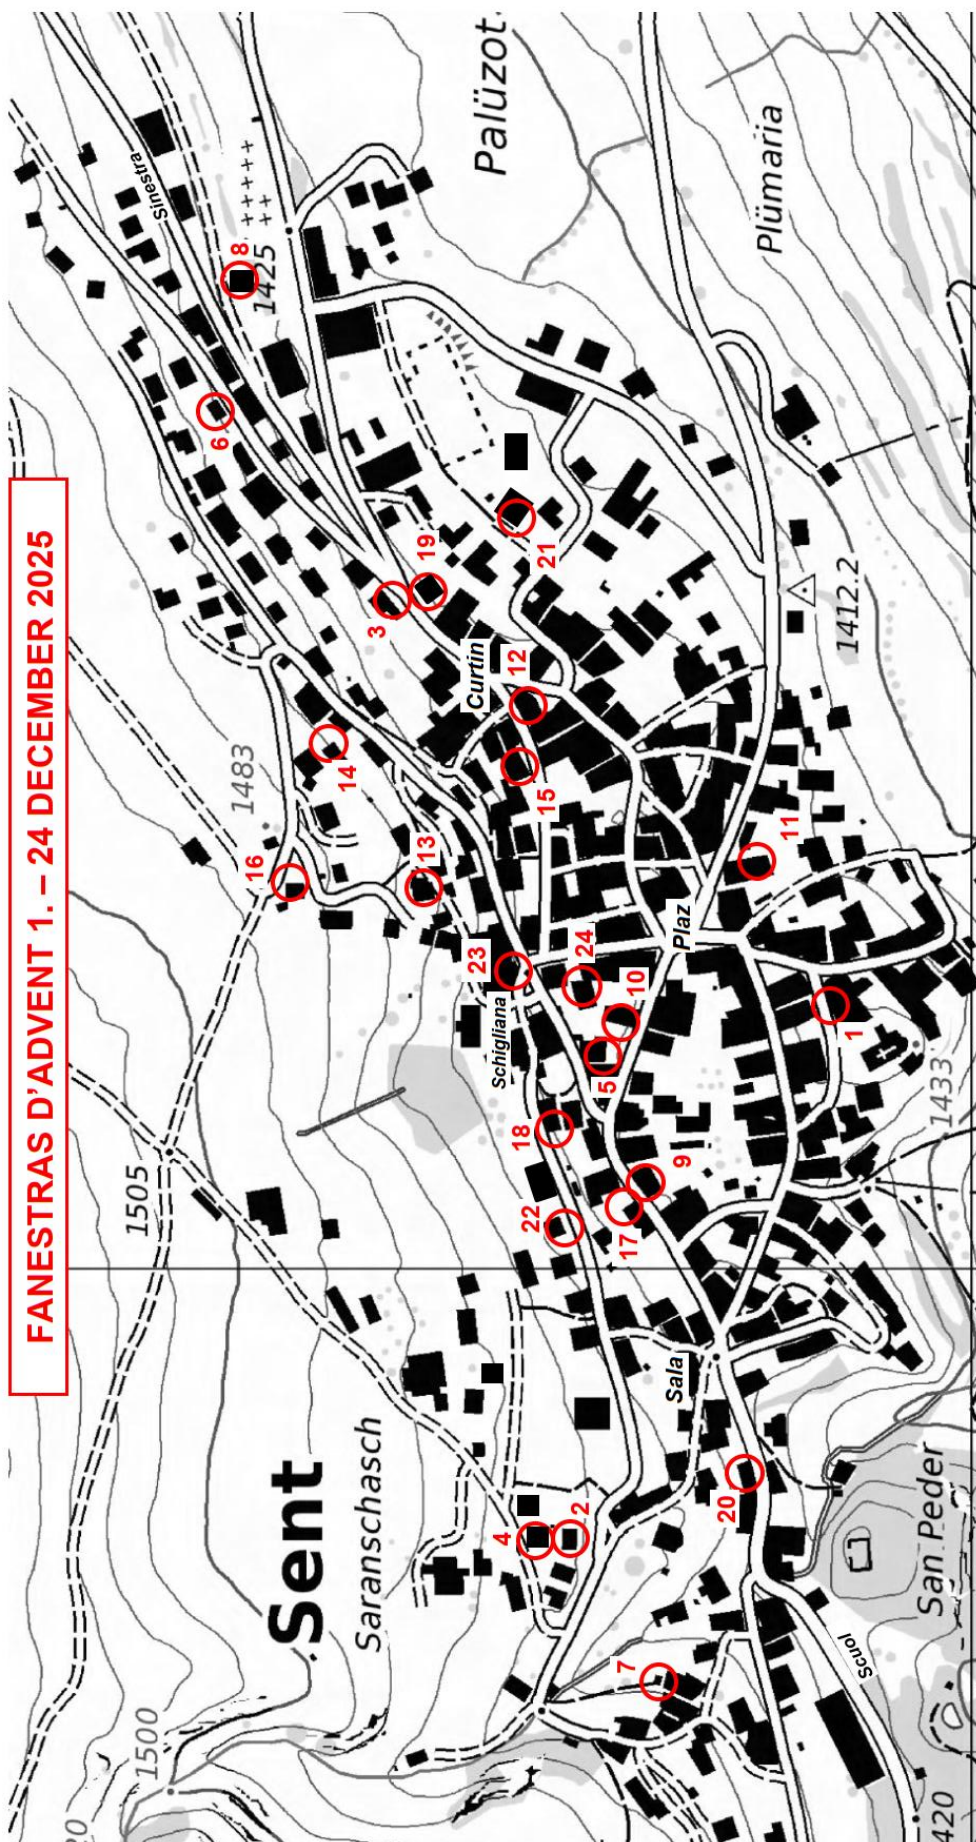 FANESTRAS D'ADVENT 1. – 24 DECEMBER 2025
Sent
Saranschasch
1505
1500
1483
16
14
13
6
Sinestra
8
1425
Palüzot
Plümaria
3
19
21
Curtin
12
15
23
Schigliana
24
10
5
18
22
17
9
Plaz
11
1
1433
1412.2
Sala
4
2
20
7
Scuol
San Peder
420
20